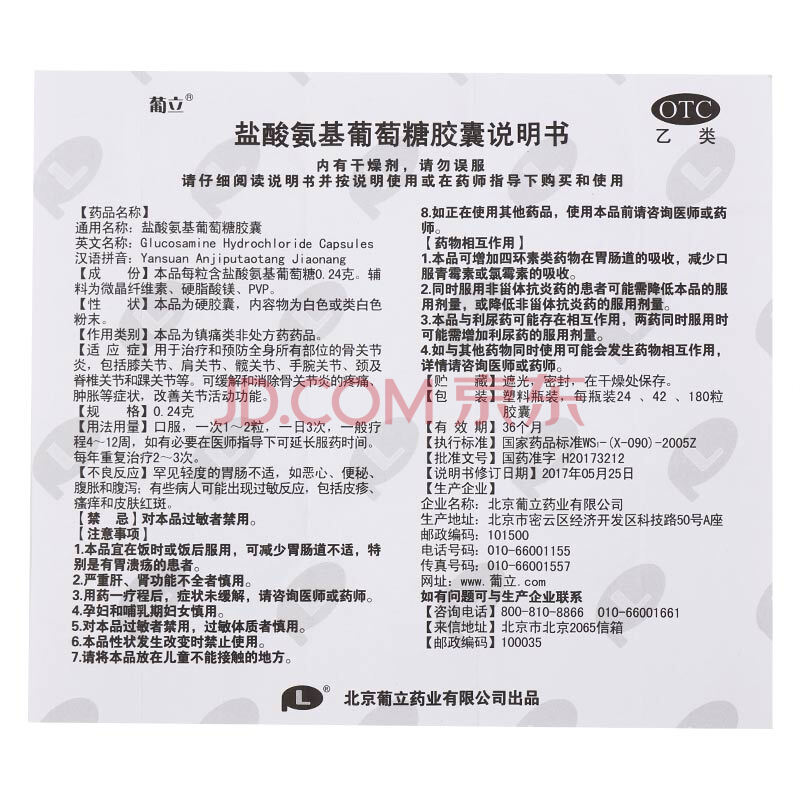 葡立®
OTC
乙类
盐酸氨基葡萄糖胶囊说明书
内有干燥剂，请勿误服
请仔细阅读说明书并按说明使用或在药师指导下购买和使用
【药品名称】
通用名称：盐酸氨基葡萄糖胶囊
英文名称：Glucosamine Hydrochloride Capsules
汉语拼音：Yansuan Anjiputaotang Jiaonang
【成 份】本品每粒含盐酸氨基葡萄糖0.24克。辅
料为微晶纤维素、硬脂酸镁、PVP。
【性 状】本品为硬胶囊，内容物为白色或类白色
粉末。
【作用类别】本品为镇痛类非处方药药品。
【适 应 症】用于治疗和预防全身所有部位的骨关节
炎，包括膝关节、肩关节、髋关节、手腕关节、颈及
脊椎关节和踝关节等。可缓解和消除骨关节炎的疼痛、
肿胀等症状，改善关节活动功能。
【规 格】0.24克
【用法用量】口服，一次1～2粒，一日3次，一般疗
程4～12周，如有必要在医师指导下可延长服药时间。
每年重复治疗2～3次。
【不良反应】罕见轻度的胃肠不适，如恶心、便秘、
腹胀和腹泻；有些病人可能出现过敏反应，包括皮疹、
瘙痒和皮肤红斑。
【禁 忌】对本品过敏者禁用。
【注意事项】
1.本品宜在饭时或饭后服用，可减少胃肠道不适，特
别是有胃溃疡的患者。
2.严重肝、肾功能不全者慎用。
3.用药一疗程后，症状未缓解，请咨询医师或药师。
4.孕妇和哺乳期妇女慎用。
5.对本品过敏者禁用，过敏体质者慎用。
6.本品性状发生改变时禁止使用。
7.请将本品放在儿童不能接触的地方。
8.如正在使用其他药品，使用本品前请咨询医师或药
师。
【药物相互作用】
1.本品可增加四环素类药物在胃肠道的吸收，减少口
服青霉素或氯霉素的吸收。
2.同时服用非甾体抗炎药的患者可能需降低本品的服
用剂量，或降低非甾体抗炎药的服用剂量。
3.本品与利尿药可能存在相互作用，两药同时服用时
可能需增加利尿药的服用剂量。
4.如与其他药物同时使用可能会发生药物相互作用，
详情请咨询医师或药师。
【贮 藏】遮光，密封，在干燥处保存。
【包 装】塑料瓶装，每瓶装24 、42 、180粒
胶囊
【有 效 期】36个月
【执行标准】国家药品标准WS₁-(X-090)-2005Z
【批准文号】国药准字 H20173212
【说明书修订日期】2017年05月25日
【生产企业】
企业名称：北京葡立药业有限公司
生产地址：北京市密云区经济开发区科技路50号A座
邮政编码：101500
电话号码：010-66001155
传真号码：010-66001557
网址：www.葡立.com
如有问题可与生产企业联系
【咨询电话】800-810-8866 010-66001661
【来信地址】北京市北京2065信箱
【邮政编码】100035
L® 北京葡立药业有限公司出品
JD.COM 京东